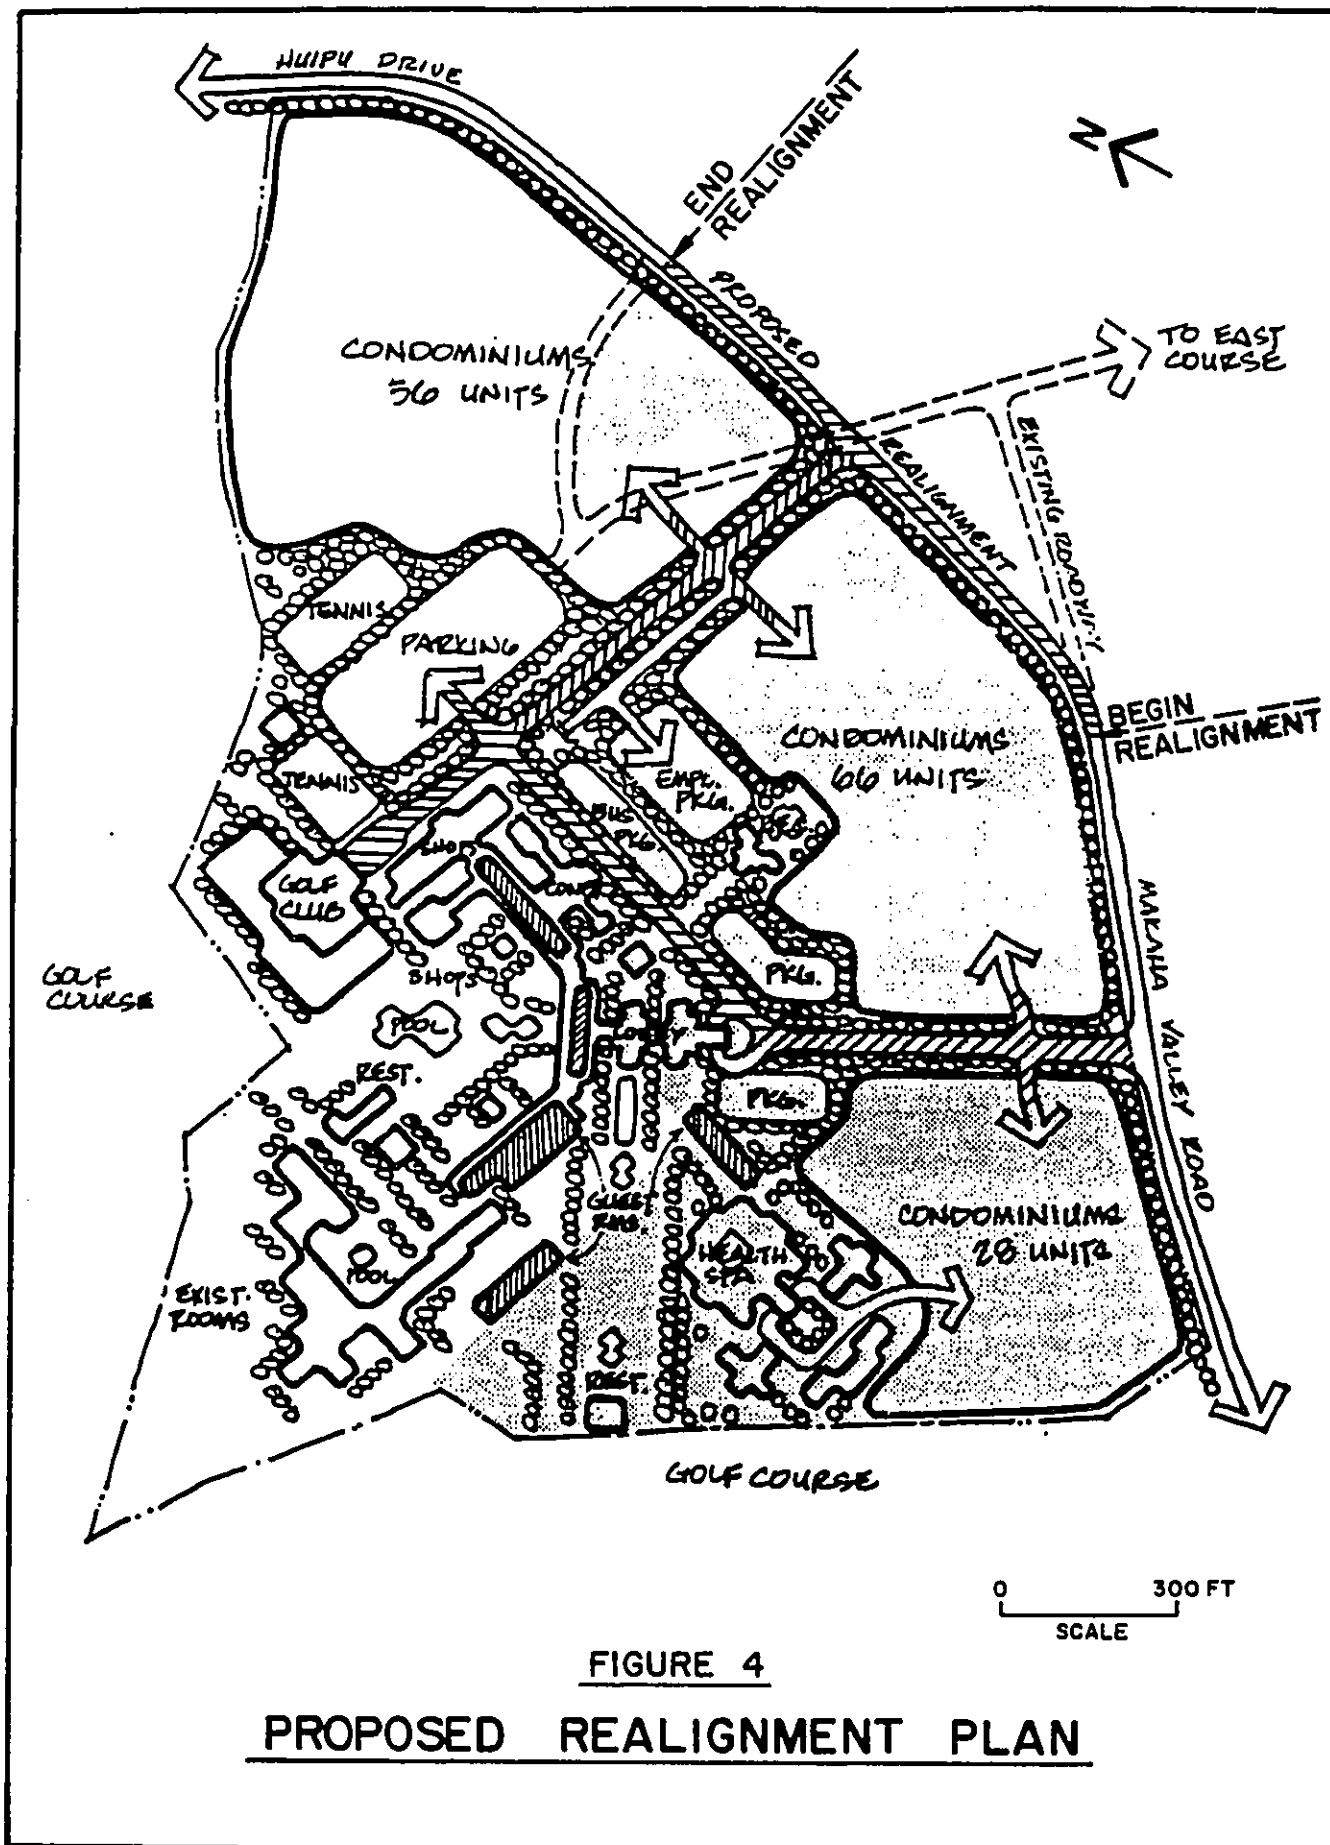 HUIPU DRIVE
N
END
REALIGNMENT
PROPOSED
REALIGNMENT
TO EAST
COURSE
EXISTING ROADWAY
CONDOMINIUMS
56 UNITS
TENNIS
PARKING
BEGIN
REALIGNMENT
CONDOMINIUMS
66 UNITS
TENNIS
EMPL.
PKG.
BUS
PKG.
SHOPS
GOLF
CLUB
CONF.
SHOPS
PKG.
GOLF
COURSE
POOL
MAKAHA VALLEY ROAD
REST.
PKG.
GUEST
RMS.
CONDOMINIUMS
28 UNITS
HEALTH
SPA
POOL
EXIST.
ROOMS
REST.
GOLF COURSE
0 300 FT
SCALE
FIGURE 4
PROPOSED REALIGNMENT PLAN